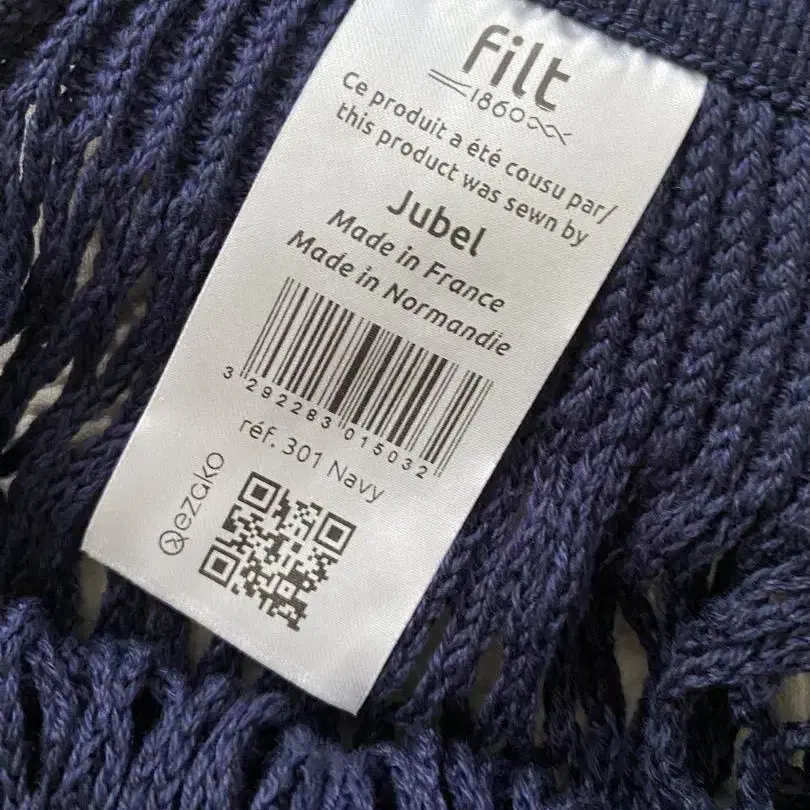 filt
1860
Ce produit a été cousu par/
this product was sewn by
Jubel
Made in France
Made in Normandie
3 292283 015032
réf. 301 Navy
Qezako